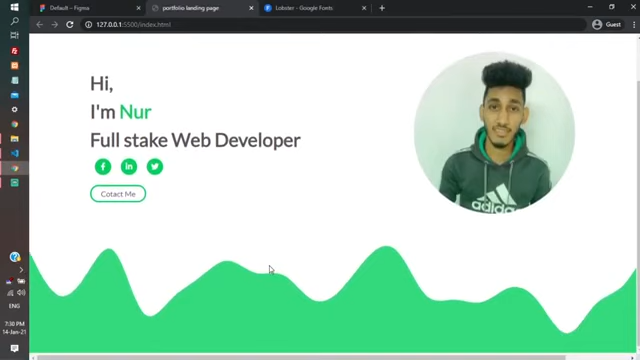 Default – Figma
portfolio landing page
Lobster - Google Fonts
127.0.0.1:5500/index.html
Guest
Hi,
I'm Nur
Full stake Web Developer
Cotact Me
adidas
ENG
7:30 PM
14-Jan-21